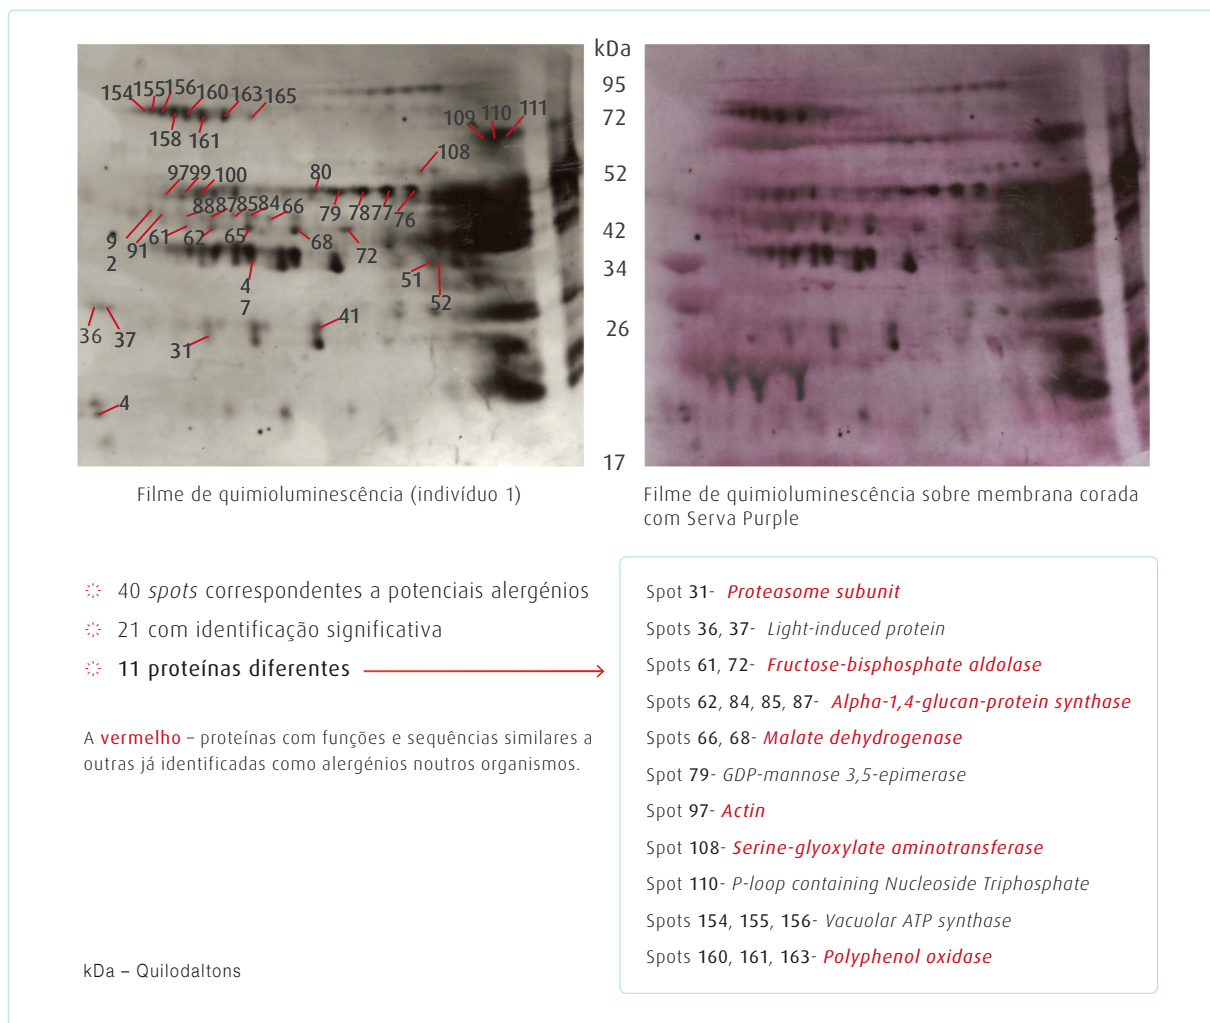 kDa
95
72
52
42
34
26
17
154
155
156
160
163
165
158
161
109
110
111
108
97
99
100
80
88
87
85
84
66
79
78
77
76
9
2
91
61
62
65
68
72
51
52
4
7
36
37
31
41
4
Filme de quimioluminescência (indivíduo 1)
Filme de quimioluminescência sobre membrana corada
com Serva Purple
40 spots correspondentes a potenciais alergénios
21 com identificação significativa
11 proteínas diferentes
A vermelho – proteínas com funções e sequências similares a
outras já identificadas como alergénios noutros organismos.
kDa – Quilodaltons
Spot 31- Proteasome subunit
Spots 36, 37- Light-induced protein
Spots 61, 72- Fructose-bisphosphate aldolase
Spots 62, 84, 85, 87- Alpha-1,4-glucan-protein synthase
Spots 66, 68- Malate dehydrogenase
Spot 79- GDP-mannose 3,5-epimerase
Spot 97- Actin
Spot 108- Serine-glyoxylate aminotransferase
Spot 110- P-loop containing Nucleoside Triphosphate
Spots 154, 155, 156- Vacuolar ATP synthase
Spots 160, 161, 163- Polyphenol oxidase